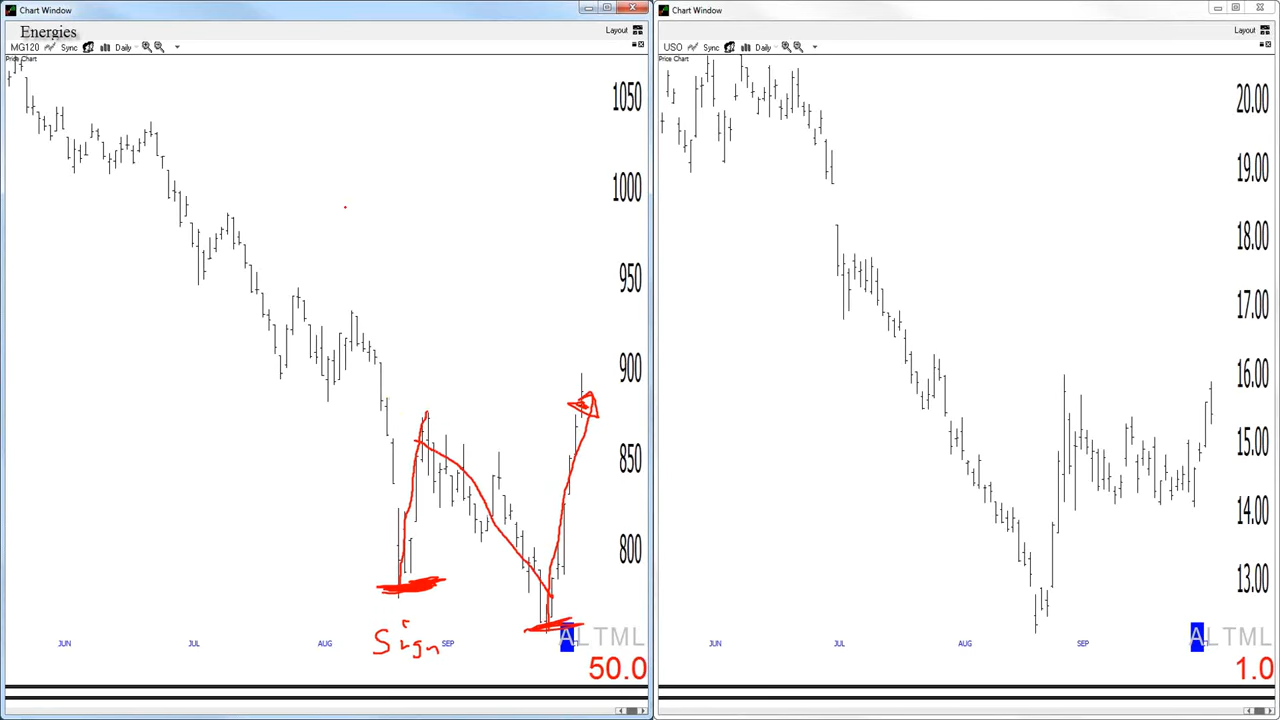 Chart Window
Energies
Layout
MG120 Sync Daily
Price Chart
1050
1000
950
900
850
800
Sign
JUN JUL AUG SEP
ALTML
50.0
Chart Window
Layout
USO Sync Daily
Price Chart
20.00
19.00
18.00
17.00
16.00
15.00
14.00
13.00
JUN JUL AUG SEP
ALTML
1.0